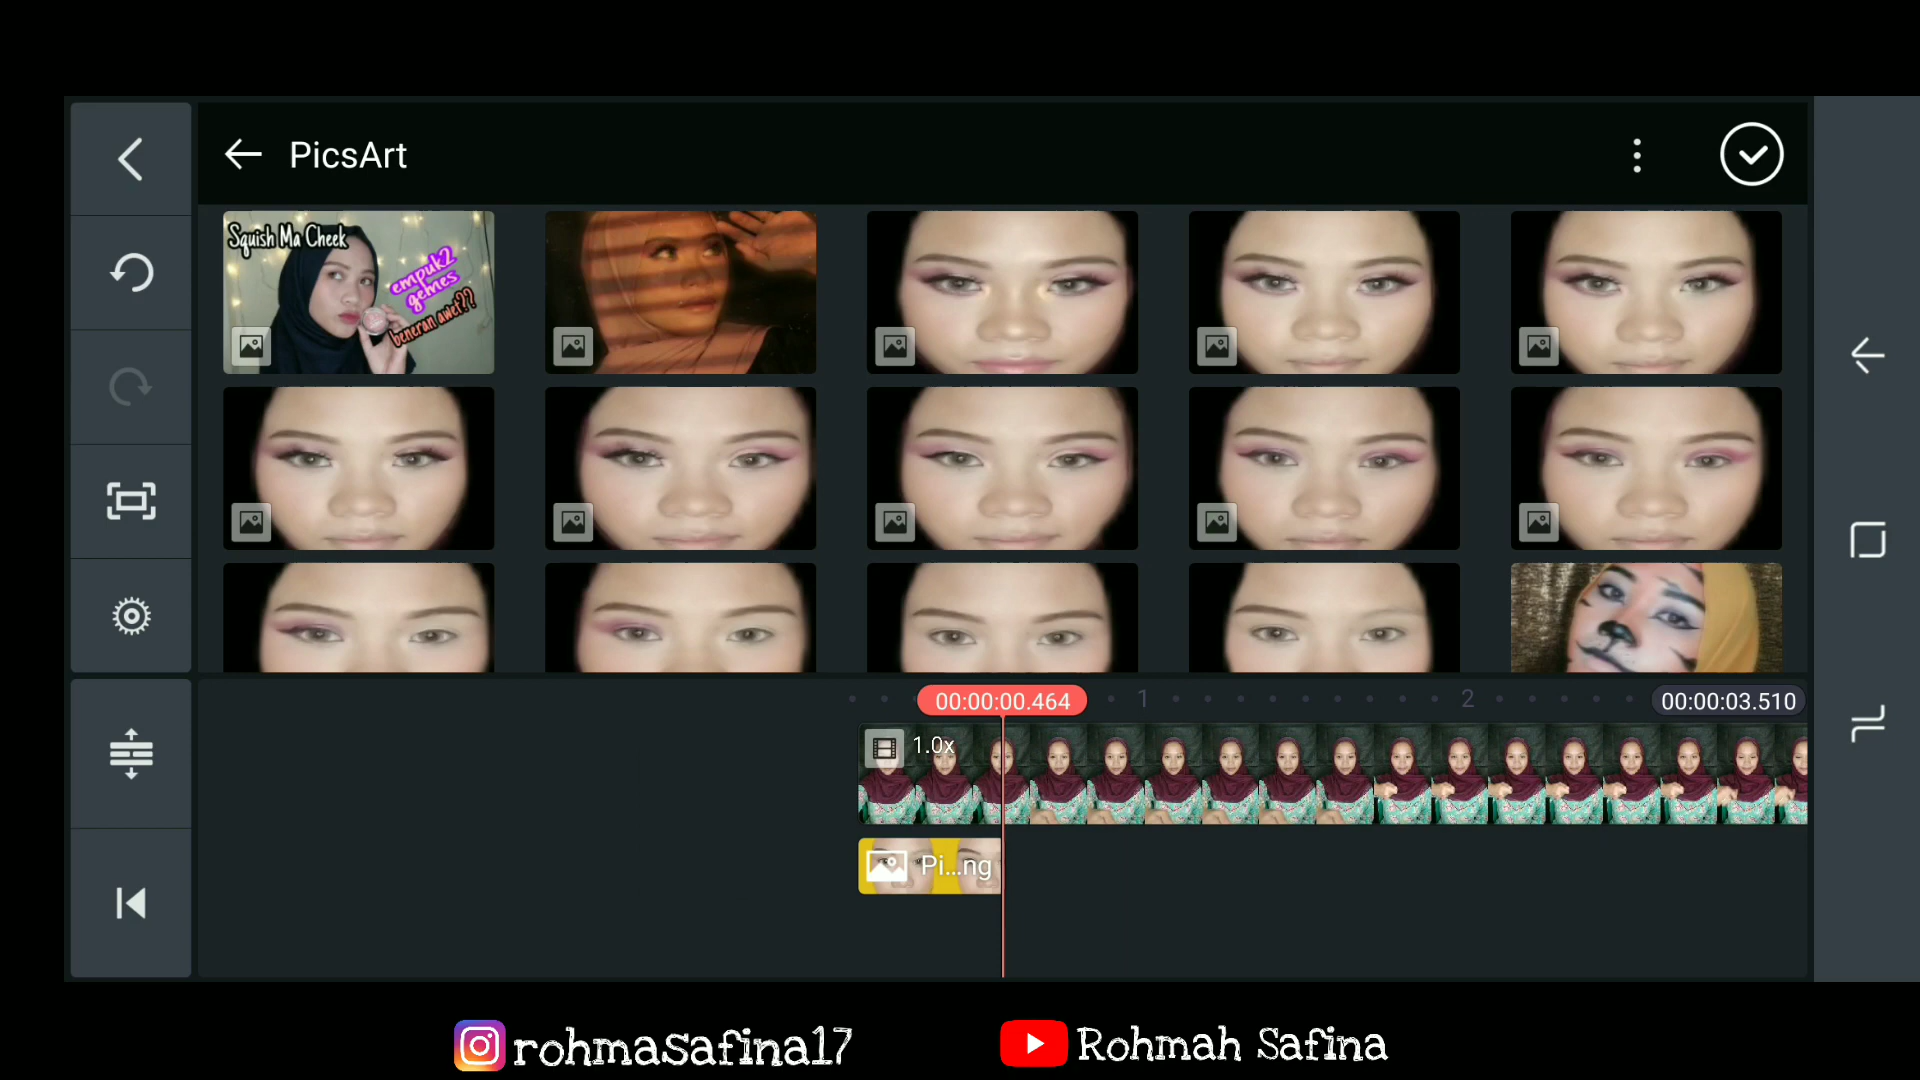 PicsArt
Squish Ma Cheek
empuk2
gemes
beneran awet??
00:00:00.464
1
2
00:00:03.510
1.0x
Pi...ng
rohmasafina17
Rohmah Safina